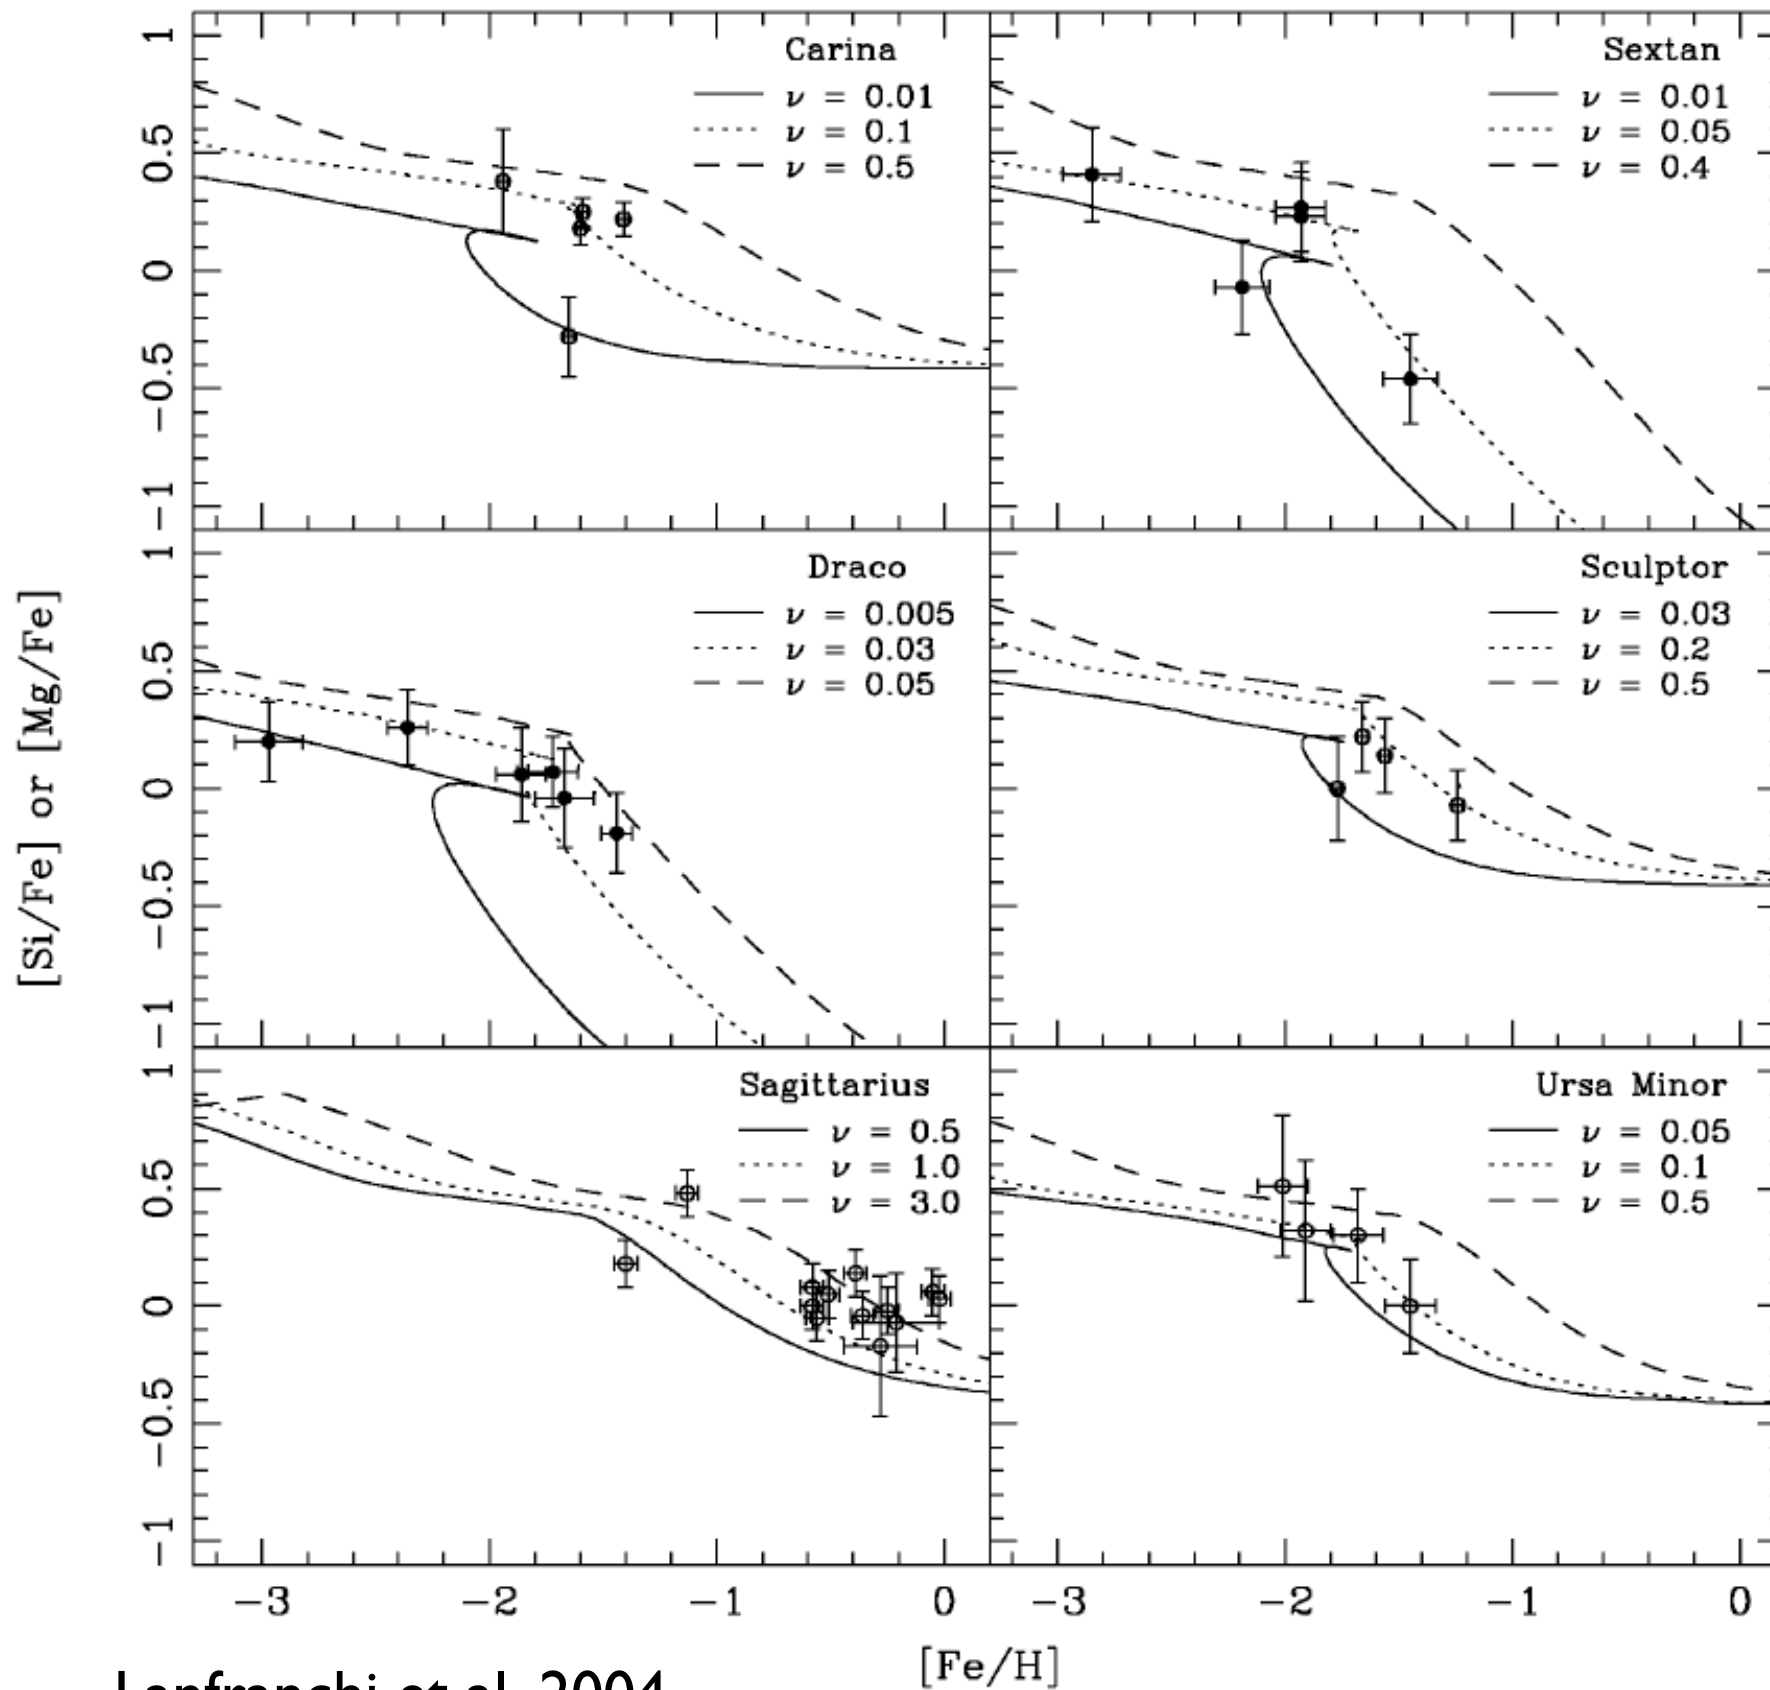 Carina
ν = 0.01
ν = 0.1
ν = 0.5
Sextan
ν = 0.01
ν = 0.05
ν = 0.4
1
0.5
0
−0.5
−1
Draco
ν = 0.005
ν = 0.03
ν = 0.05
Sculptor
ν = 0.03
ν = 0.2
ν = 0.5
1
0.5
0
−0.5
−1
[Si/Fe] or [Mg/Fe]
Sagittarius
ν = 0.5
ν = 1.0
ν = 3.0
Ursa Minor
ν = 0.05
ν = 0.1
ν = 0.5
1
0.5
0
−0.5
−1
−3 −2 −1 0 −3 −2 −1 0
[Fe/H]
Lanfranchi et al. 2004